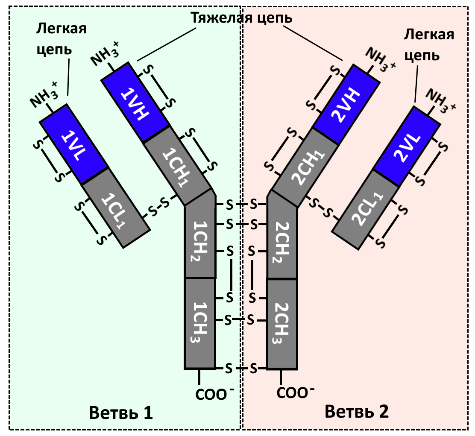 Легкая
цепь
Тяжелая цепь
Легкая
цепь
NH₃⁺
NH₃⁺
NH₃⁺
NH₃⁺
1VL
1VH
2VH
2VL
S
S
S
S
S
S
S
S
1CL₁
1CH₁
2CH₁
2CL₁
S
S
S
S
S
S
S
S
-S-S-
-S-S-
-S-S-
-S-S-
1CH₂
2CH₂
-S-S-
S
S
S
S
1CH₃
2CH₃
-S-S-
-S-S-
COO⁻
COO⁻
Ветвь 1
Ветвь 2